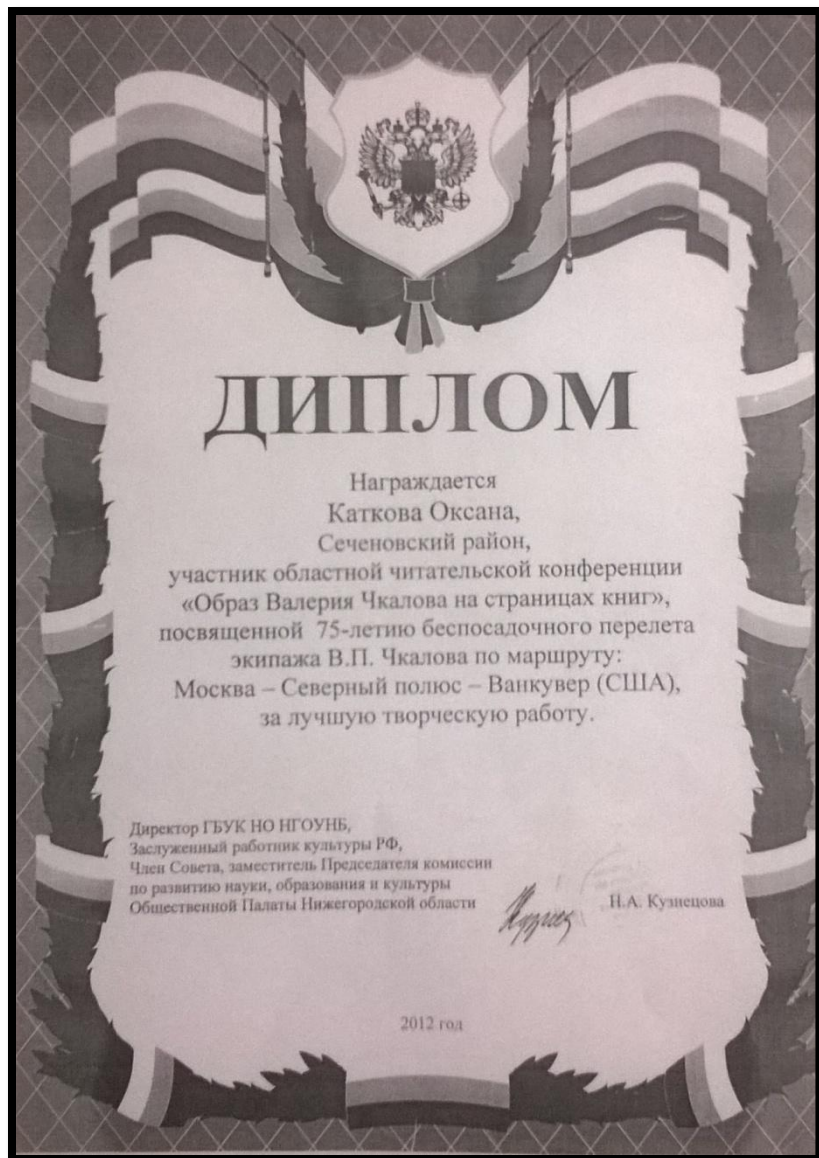 ДИПЛОМ
Награждается
Каткова Оксана,
Сеченовский район,
участник областной читательской конференции
«Образ Валерия Чкалова на страницах книг»,
посвященной 75-летию беспосадочного перелета
экипажа В.П. Чкалова по маршруту:
Москва – Северный полюс – Ванкувер (США),
за лучшую творческую работу.
Директор ГБУК НО НГОУНБ,
Заслуженный работник культуры РФ,
Член Совета, заместитель Председателя комиссии
по развитию науки, образования и культуры
Общественной Палаты Нижегородской области
Н.А. Кузнецова
2012 год